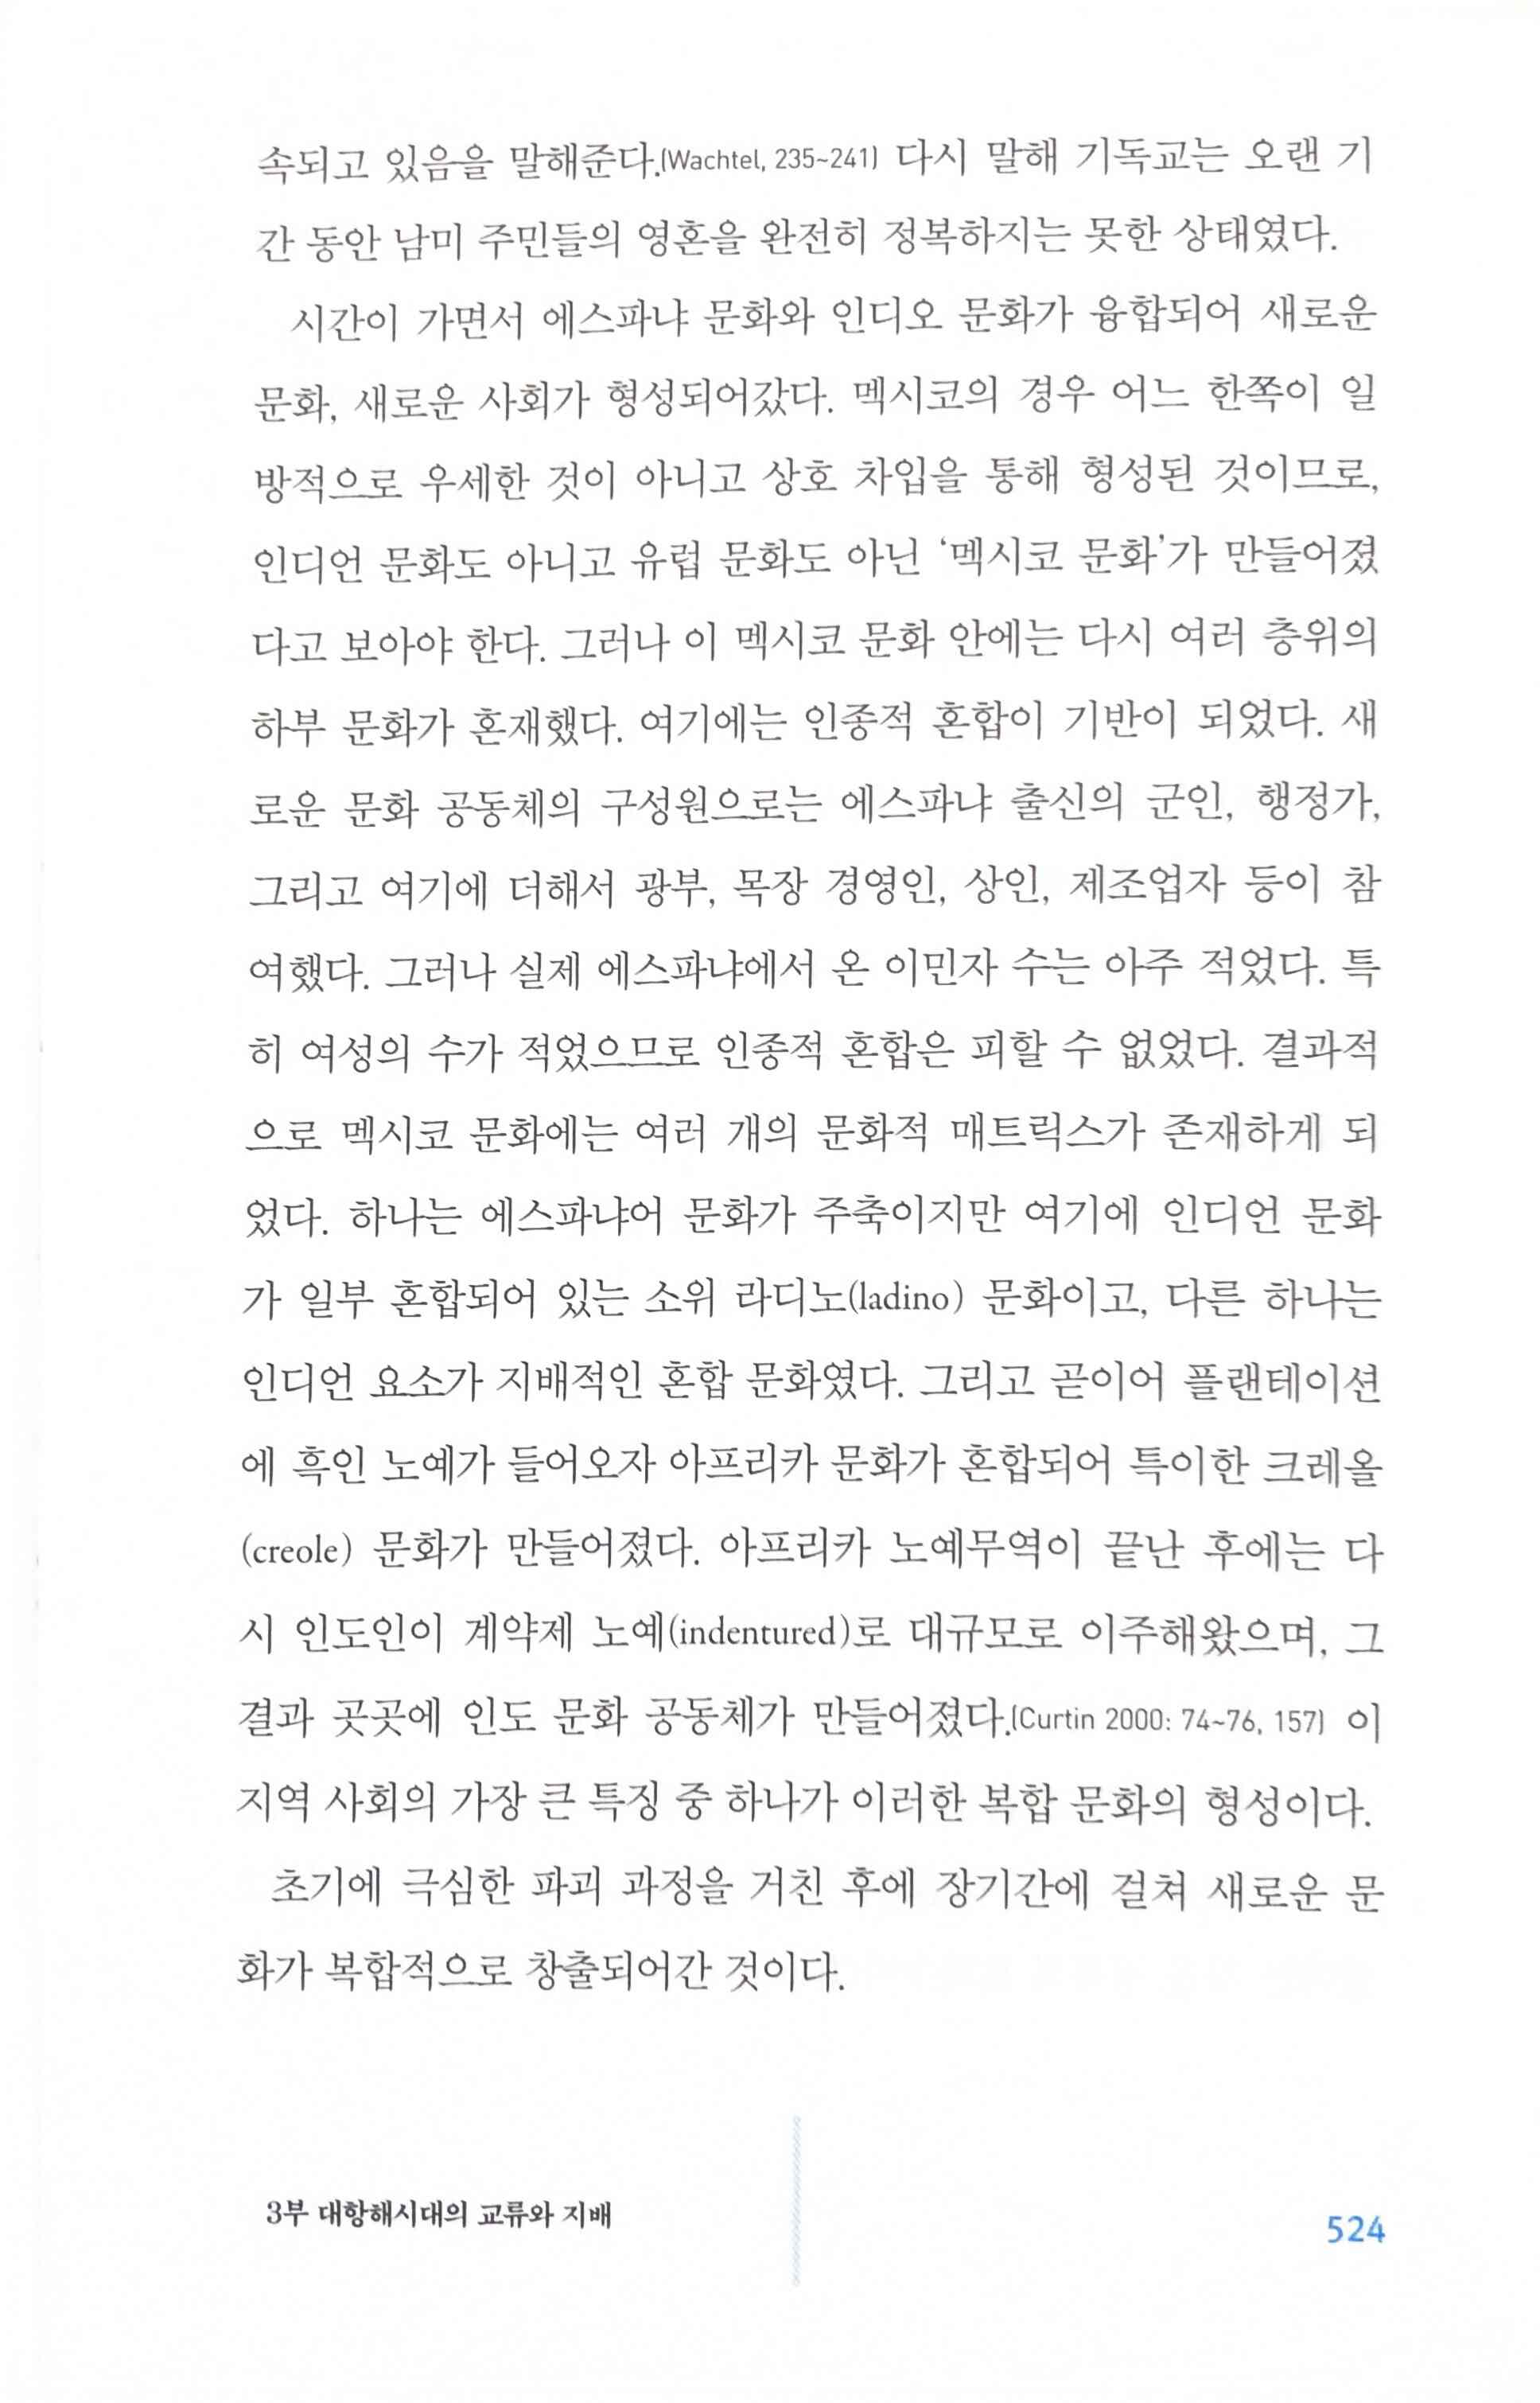 속되고 있음을 말해준다.(Wachtel, 235~241) 다시 말해 기독교는 오랜 기
간 동안 남미 주민들의 영혼을 완전히 정복하지는 못한 상태였다.
시간이 가면서 에스파냐 문화와 인디오 문화가 융합되어 새로운
문화, 새로운 사회가 형성되어갔다. 멕시코의 경우 어느 한쪽이 일
방적으로 우세한 것이 아니고 상호 차입을 통해 형성된 것이므로,
인디언 문화도 아니고 유럽 문화도 아닌 ‘멕시코 문화’가 만들어졌
다고 보아야 한다. 그러나 이 멕시코 문화 안에는 다시 여러 층위의
하부 문화가 혼재했다. 여기에는 인종적 혼합이 기반이 되었다. 새
로운 문화 공동체의 구성원으로는 에스파냐 출신의 군인, 행정가,
그리고 여기에 더해서 광부, 목장 경영인, 상인, 제조업자 등이 참
여했다. 그러나 실제 에스파냐에서 온 이민자 수는 아주 적었다. 특
히 여성의 수가 적었으므로 인종적 혼합은 피할 수 없었다. 결과적
으로 멕시코 문화에는 여러 개의 문화적 매트릭스가 존재하게 되
었다. 하나는 에스파냐어 문화가 주축이지만 여기에 인디언 문화
가 일부 혼합되어 있는 소위 라디노(ladino) 문화이고, 다른 하나는
인디언 요소가 지배적인 혼합 문화였다. 그리고 곧이어 플랜테이션
에 흑인 노예가 들어오자 아프리카 문화가 혼합되어 특이한 크레올
(creole) 문화가 만들어졌다. 아프리카 노예무역이 끝난 후에는 다
시 인도인이 계약제 노예(indentured)로 대규모로 이주해왔으며, 그
결과 곳곳에 인도 문화 공동체가 만들어졌다.(Curtin 2000: 74~76, 157) 이
지역 사회의 가장 큰 특징 중 하나가 이러한 복합 문화의 형성이다.
초기에 극심한 파괴 과정을 거친 후에 장기간에 걸쳐 새로운 문
화가 복합적으로 창출되어간 것이다.
3부 대항해시대의 교류와 지배
524